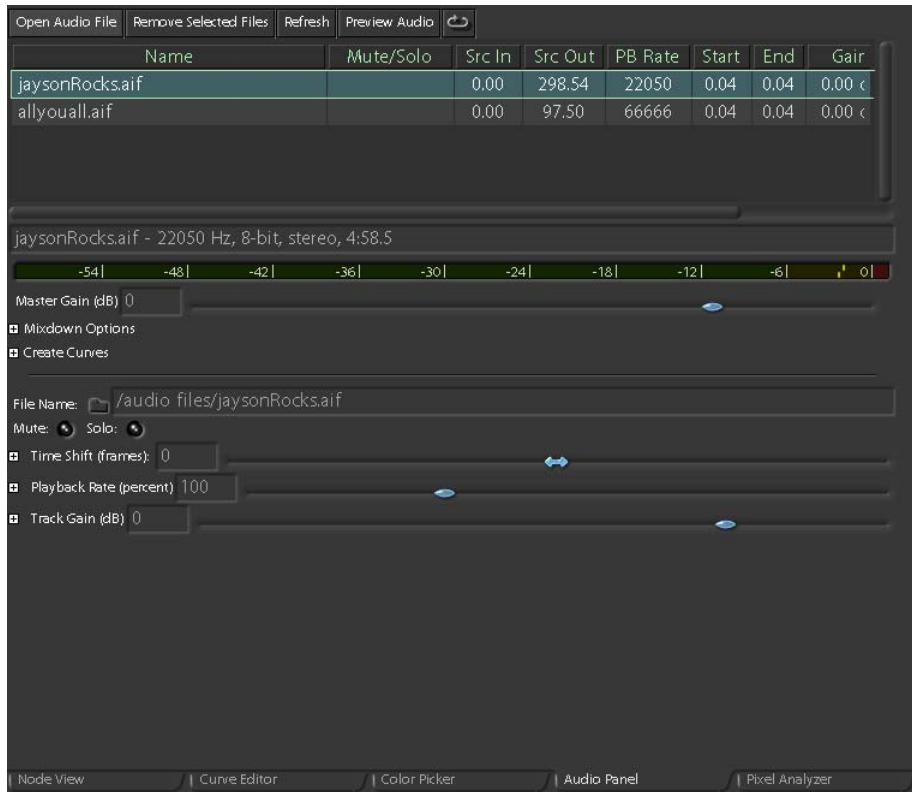 Open Audio File Remove Selected Files Refresh Preview Audio
Name Mute/Solo Src In Src Out PB Rate Start End Gain
jaysonRocks.aif 0.00 298.54 22050 0.04 0.04 0.00
allyouall.aif 0.00 97.50 66666 0.04 0.04 0.00
jaysonRocks.aif - 22050 Hz, 8-bit, stereo, 4:58.5
-54| -48| -42| -36| -30| -24| -18| -12| -6| 0|
Master Gain (dB) 0
Mixdown Options
Create Curves
File Name: /audio files/jaysonRocks.aif
Mute: Solo:
Time Shift (frames): 0
Playback Rate (percent) 100
Track Gain (dB) 0
Node View | Curve Editor | Color Picker | Audio Panel | Pixel Analyzer